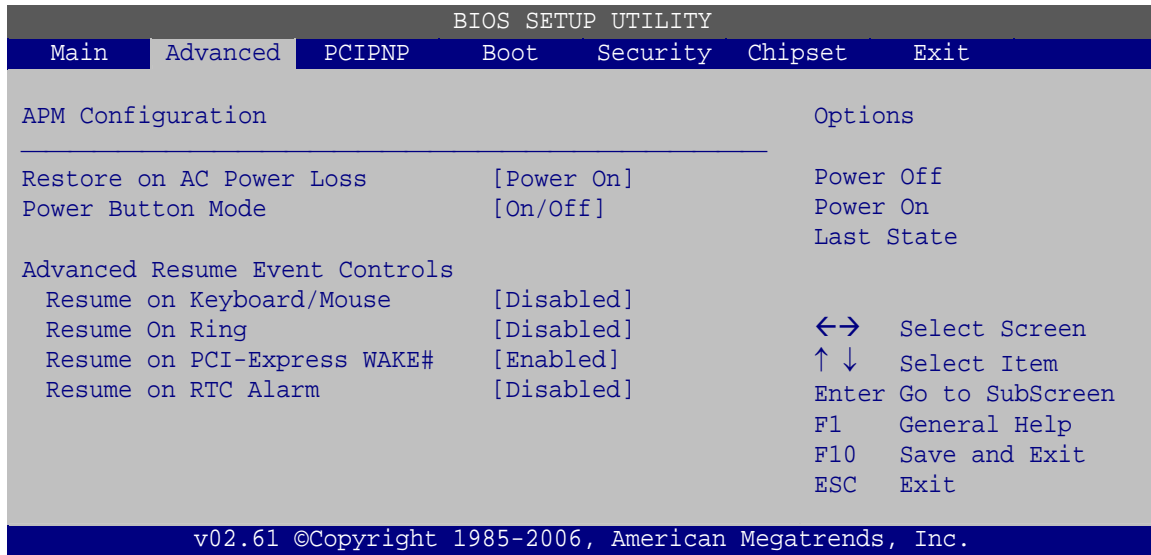 BIOS SETUP UTILITY
Main Advanced PCIPNP Boot Security Chipset Exit
APM Configuration
Restore on AC Power Loss [Power On]
Power Button Mode [On/Off]
Advanced Resume Event Controls
Resume on Keyboard/Mouse [Disabled]
Resume On Ring [Disabled]
Resume on PCI-Express WAKE# [Enabled]
Resume on RTC Alarm [Disabled]
Options
Power Off
Power On
Last State
←→ Select Screen
↑ ↓ Select Item
Enter Go to SubScreen
F1 General Help
F10 Save and Exit
ESC Exit
v02.61 ©Copyright 1985-2006, American Megatrends, Inc.